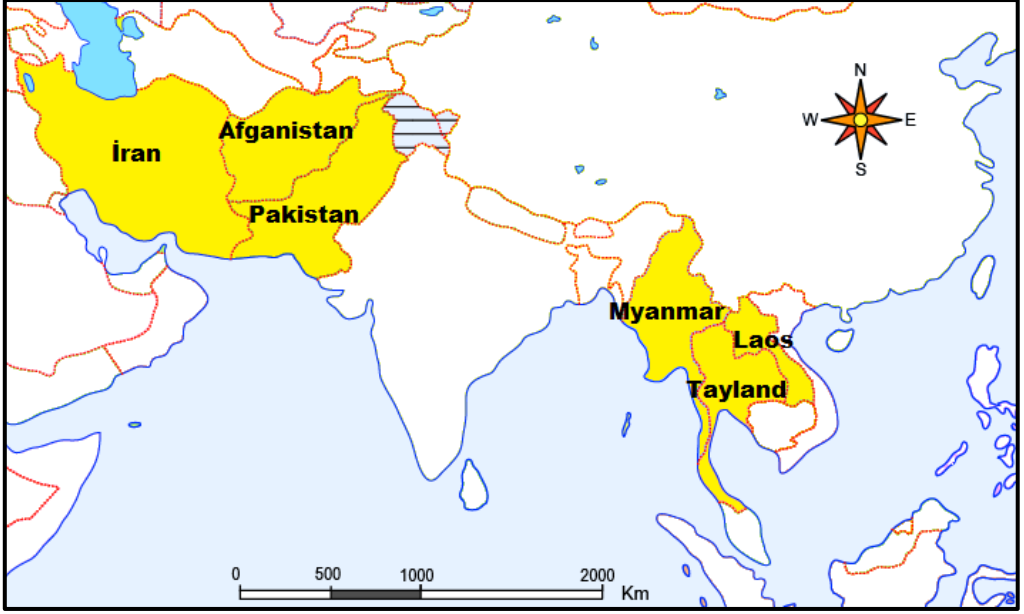 N
W E
S
Afganistan
İran
Pakistan
Myanmar
Laos
Tayland
0 500 1000 2000 Km